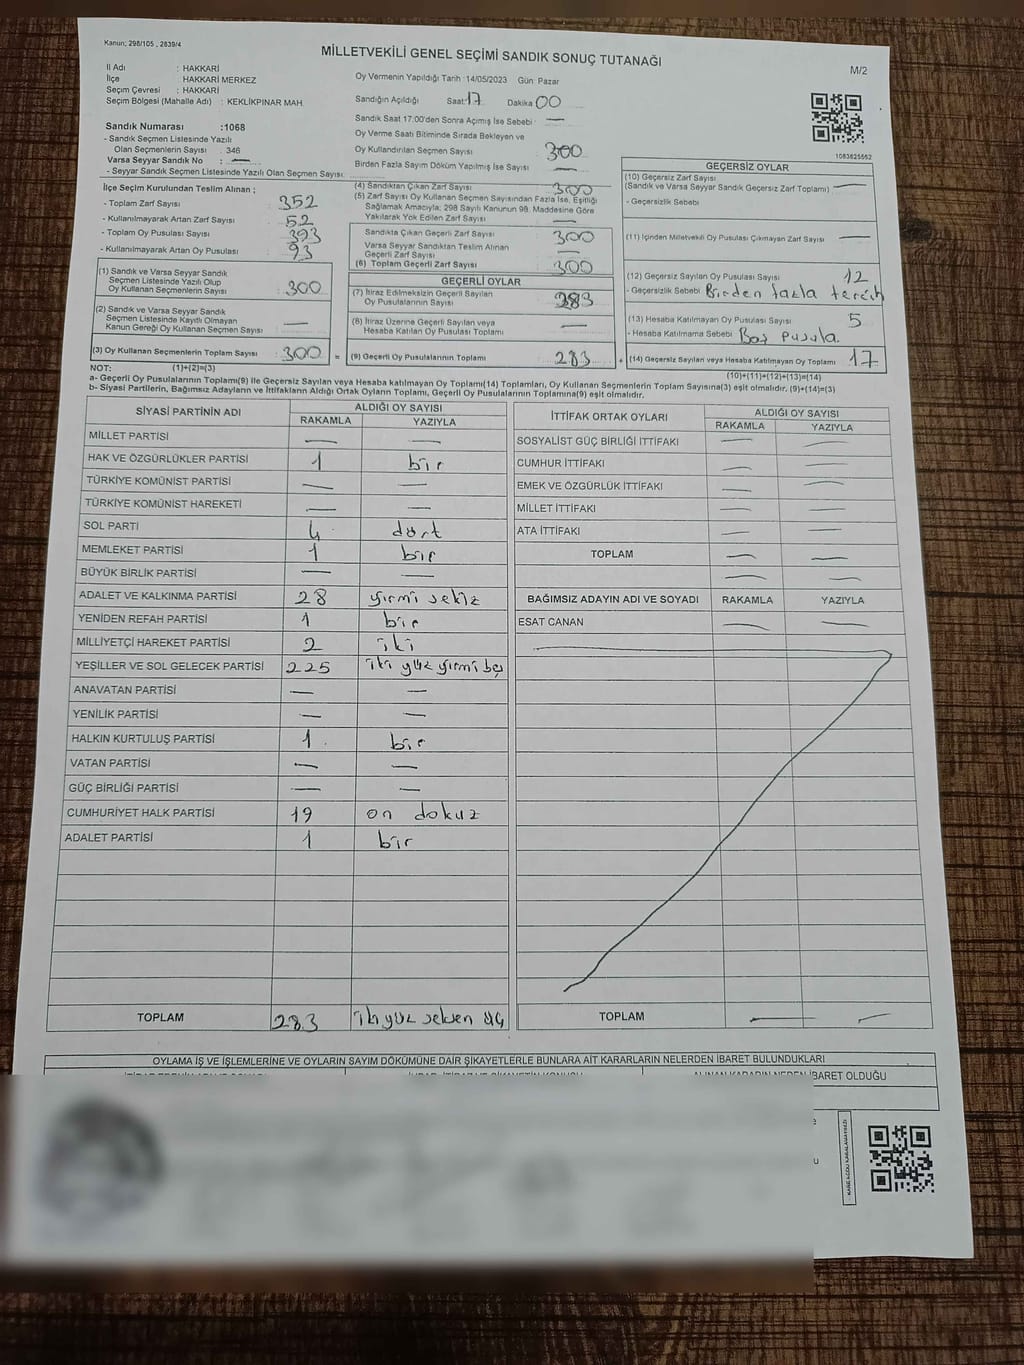 Kanun; 298/105 , 2839/4
MİLLETVEKİLİ GENEL SEÇİMİ SANDIK SONUÇ TUTANAĞI
M/2
İl Adı : HAKKARİ
İlçe : HAKKARİ MERKEZ
Seçim Çevresi : HAKKARİ
Seçim Bölgesi (Mahalle Adı) : KEKLİKPINAR MAH.
Sandık Numarası :1068
- Sandık Seçmen Listesinde Yazılı
Olan Seçmenlerin Sayısı : 346
Varsa Seyyar Sandık No : —
- Seyyar Sandık Seçmen Listesinde Yazılı Olan Seçmen Sayısı:
Oy Vermenin Yapıldığı Tarih :14/05/2023 Gün: Pazar
Sandığın Açıldığı Saat:17 Dakika 00
Sandık Saat 17:00'den Sonra Açımış İse Sebebi : —
Oy Verme Saati Bitiminde Sırada Bekleyen ve
Oy Kullandırılan Seçmen Sayısı 300
Birden Fazla Sayım Döküm Yapılmış İse Sayısı —
1083625562
İlçe Seçim Kurulundan Teslim Alınan ;
- Toplam Zarf Sayısı 352
- Kullanılmayarak Artan Zarf Sayısı 52
- Toplam Oy Pusulası Sayısı 393
- Kullanılmayarak Artan Oy Pusulası 93
(1) Sandık ve Varsa Seyyar Sandık
Seçmen Listesinde Yazılı Olup
Oy Kullanan Seçmenlerin Sayısı 300
(2) Sandık ve Varsa Seyyar Sandık
Seçmen Listesinde Kayıtlı Olmayan
Kanun Gereği Oy Kullanan Seçmen Sayısı —
(3) Oy Kullanan Seçmenlerin Toplam Sayısı 300 =
(4) Sandıktan Çıkan Zarf Sayısı 300
(5) Zarf Sayısı Oy Kullanan Seçmen Sayısından Fazla İse, Eşitliği
Sağlamak Amacıyla; 298 Sayılı Kanunun 98. Maddesine Göre
Yakılarak Yok Edilen Zarf Sayısı —
Sandıkta Çıkan Geçerli Zarf Sayısı 300
Varsa Seyyar Sandıktan Teslim Alınan
Geçerli Zarf Sayısı —
(6) Toplam Geçerli Zarf Sayısı 300
GEÇERLİ OYLAR
(7) İtiraz Edilmeksizin Geçerli Sayılan
Oy Pusulalarının Sayısı 283
(8) İtiraz Üzerine Geçerli Sayılan veya
Hesaba Katılan Oy Pusulası Toplamı —
(9) Geçerli Oy Pusulalarının Toplamı 283 +
GEÇERSİZ OYLAR
(10) Geçersiz Zarf Sayısı
(Sandık ve Varsa Seyyar Sandık Geçersiz Zarf Toplamı) —
- Geçersizlik Sebebi
(11) İçinden Milletvekili Oy Pusulası Çıkmayan Zarf Sayısı —
(12) Geçersiz Sayılan Oy Pusulası Sayısı 12
- Geçersizlik Sebebi Birden fazla tercih
(13) Hesaba Katılmayan Oy Pusulası Sayısı 5
- Hesaba Katılmama Sebebi Boş pusula.
(14) Geçersiz Sayılan veya Hesaba Katılmayan Oy Toplamı 17
NOT: (1)+(2)=(3)
(10)+(11)+(12)+(13)=(14)
a- Geçerli Oy Pusulalarının Toplamı(9) ile Geçersiz Sayılan veya Hesaba katılmayan Oy Toplamı(14) Toplamları, Oy Kullanan Seçmenlerin Toplam Sayısına(3) eşit olmalıdır. (9)+(14)=(3)
b- Siyasi Partilerin, Bağımsız Adayların ve İttifakların Aldığı Ortak Oyların Toplamı, Geçerli Oy Pusulalarının Toplamına(9) eşit olmalıdır.
SİYASİ PARTİNİN ADI ALDIĞI OY SAYISI
RAKAMLA YAZIYLA
MİLLET PARTİSİ — —
HAK VE ÖZGÜRLÜKLER PARTİSİ 1 bir
TÜRKİYE KOMÜNİST PARTİSİ — —
TÜRKİYE KOMÜNİST HAREKETİ — —
SOL PARTİ 4 dört
MEMLEKET PARTİSİ 1 bir
BÜYÜK BİRLİK PARTİSİ — —
ADALET VE KALKINMA PARTİSİ 28 yirmi sekiz
YENİDEN REFAH PARTİSİ 1 bir
MİLLİYETÇİ HAREKET PARTİSİ 2 iki
YEŞİLLER VE SOL GELECEK PARTİSİ 225 iki yüz yirmi beş
ANAVATAN PARTİSİ — —
YENİLİK PARTİSİ — —
HALKIN KURTULUŞ PARTİSİ 1. bir
VATAN PARTİSİ — —
GÜÇ BİRLİĞİ PARTİSİ — —
CUMHURİYET HALK PARTİSİ 19 on dokuz
ADALET PARTİSİ 1 bir
TOPLAM 283 iki yüz seksen üç
İTTİFAK ORTAK OYLARI ALDIĞI OY SAYISI
RAKAMLA YAZIYLA
SOSYALİST GÜÇ BİRLİĞİ İTTİFAKI — —
CUMHUR İTTİFAKI — —
EMEK VE ÖZGÜRLÜK İTTİFAKI — —
MİLLET İTTİFAKI — —
ATA İTTİFAKI — —
TOPLAM — —
— —
BAĞIMSIZ ADAYIN ADI VE SOYADI RAKAMLA YAZIYLA
ESAT CANAN — —
TOPLAM — —
OYLAMA İŞ VE İŞLEMLERİNE VE OYLARIN SAYIM DÖKÜMÜNE DAİR ŞİKAYETLERLE BUNLARA AİT KARARLARIN NELERDEN İBARET BULUNDUKLARI
ALINAN KARARIN NEDEN İBARET OLDUĞU